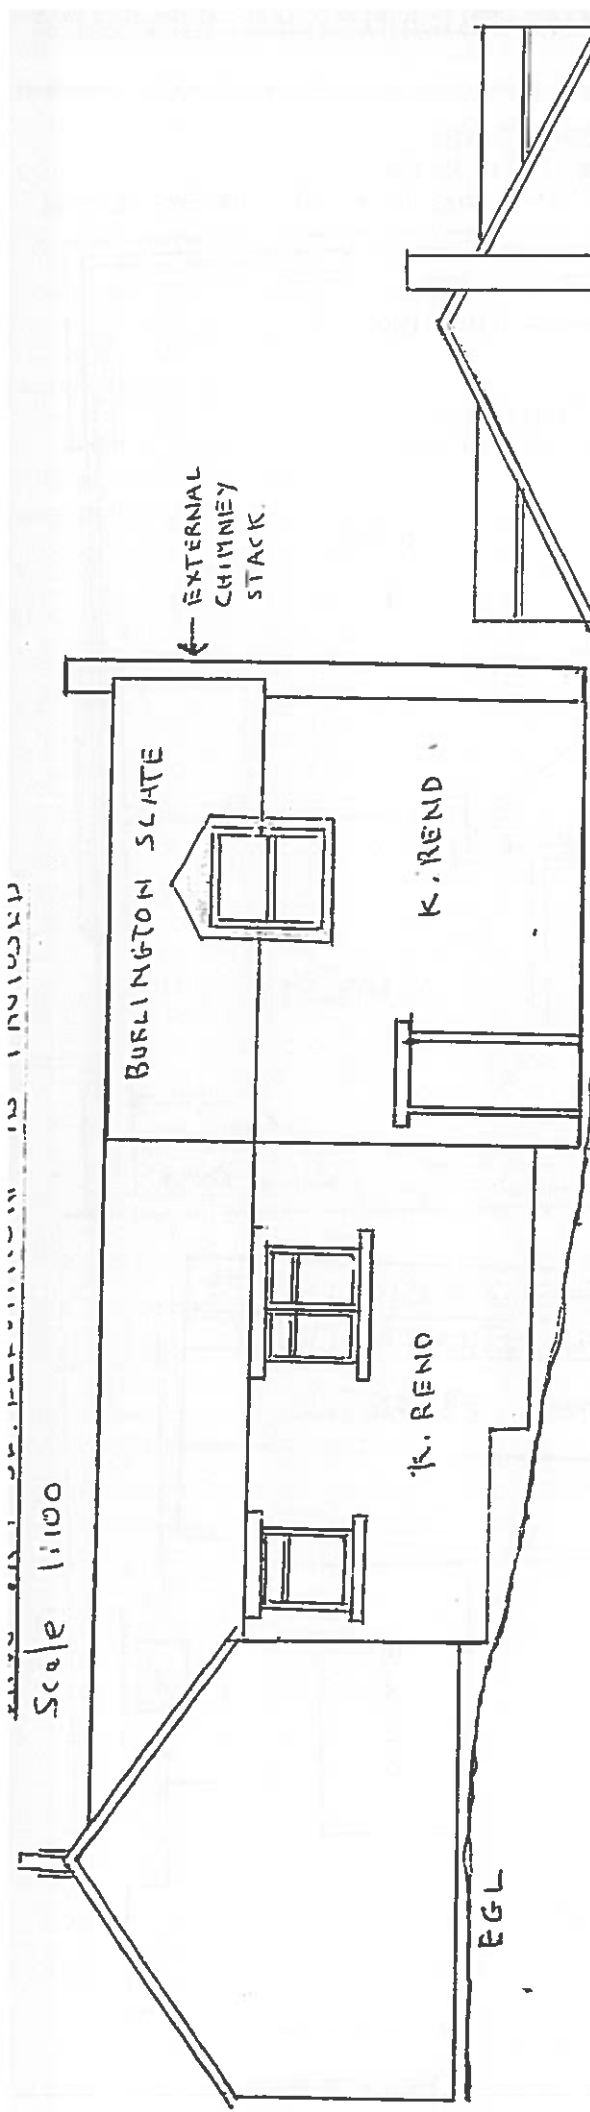 Scale 1:100
BURLINGTON SLATE
EXTERNAL
CHIMNEY
STACK.
K. REND
K. REND
EGL